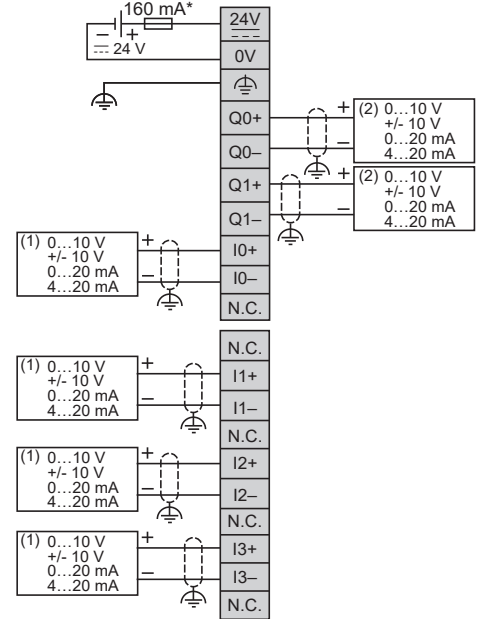 160 mA*
24V
– +
24 V
0V
Q0+
+ (2) 0...10 V
+/- 10 V
0...20 mA
4...20 mA
Q0–
–
Q1+
+ (2) 0...10 V
+/- 10 V
0...20 mA
4...20 mA
Q1–
–
(1) 0...10 V
+/- 10 V
0...20 mA
4...20 mA
+
I0+
–
I0–
N.C.
N.C.
(1) 0...10 V
+/- 10 V
0...20 mA
4...20 mA
+
I1+
–
I1–
N.C.
(1) 0...10 V
+/- 10 V
0...20 mA
4...20 mA
+
I2+
–
I2–
N.C.
(1) 0...10 V
+/- 10 V
0...20 mA
4...20 mA
+
I3+
–
I3–
N.C.